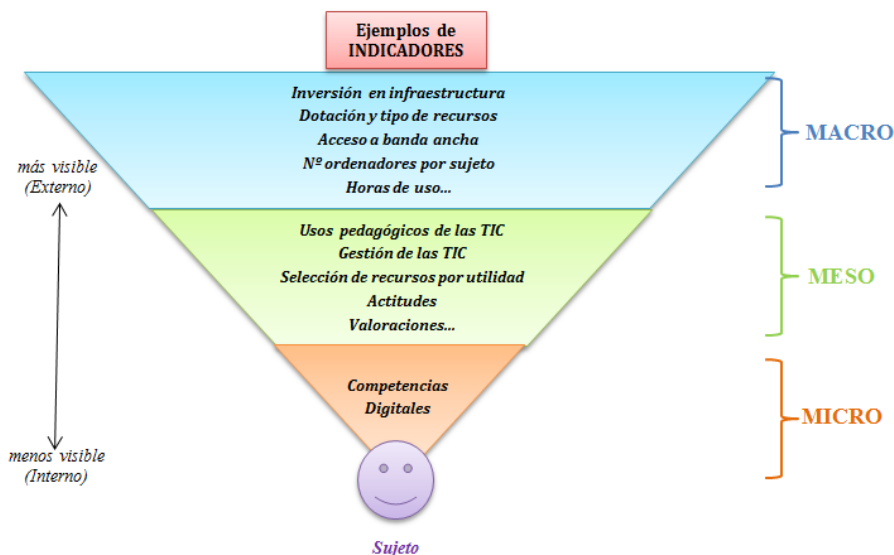 Ejemplos de
INDICADORES
Inversión en infraestructura
Dotación y tipo de recursos
Acceso a banda ancha
Nº ordenadores por sujeto
Horas de uso...
MACRO
más visible
(Externo)
Usos pedagógicos de las TIC
Gestión de las TIC
Selección de recursos por utilidad
Actitudes
Valoraciones...
MESO
Competencias
Digitales
MICRO
menos visible
(Interno)
Sujeto